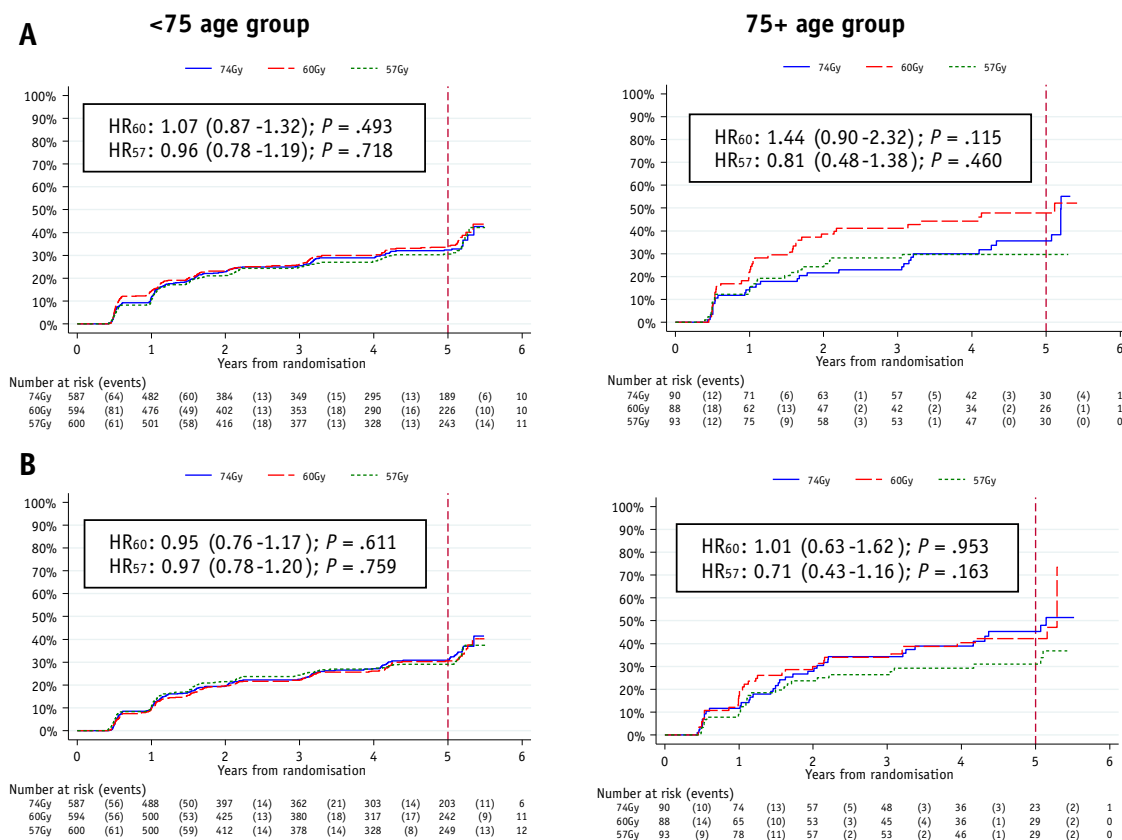 <75 age group
75+ age group
A
74Gy 60Gy 57Gy
100%
90%
80%
70%
60%
50%
40%
30%
20%
10%
0%
HR60: 1.07 (0.87 -1.32); P = .493
HR57: 0.96 (0.78 -1.19); P = .718
0 1 2 3 4 5 6
Years from randomisation
Number at risk (events)
74Gy 587 (64) 482 (60) 384 (13) 349 (15) 295 (13) 189 (6) 10
60Gy 594 (81) 476 (49) 402 (13) 353 (18) 290 (16) 226 (10) 10
57Gy 600 (61) 501 (58) 416 (18) 377 (13) 328 (13) 243 (14) 11
74Gy 60Gy 57Gy
100%
90%
80%
70%
60%
50%
40%
30%
20%
10%
0%
HR60: 1.44 (0.90 -2.32); P = .115
HR57: 0.81 (0.48 -1.38); P = .460
0 1 2 3 4 5 6
Years from randomisation
Number at risk (events)
74Gy 90 (12) 71 (6) 63 (1) 57 (5) 42 (3) 30 (4) 1
60Gy 88 (18) 62 (13) 47 (2) 42 (2) 34 (2) 26 (1) 1
57Gy 93 (12) 75 (9) 58 (3) 53 (1) 47 (0) 30 (0) 0
B
74Gy 60Gy 57Gy
100%
90%
80%
70%
60%
50%
40%
30%
20%
10%
0%
HR60: 0.95 (0.76 -1.17 ); P = .611
HR57: 0.97 (0.78 -1.20 ); P = .759
0 1 2 3 4 5 6
Years from randomisation
Number at risk (events)
74Gy 587 (56) 488 (50) 397 (14) 362 (21) 303 (14) 203 (11) 6
60Gy 594 (56) 500 (53) 425 (13) 380 (18) 317 (17) 242 (9) 11
57Gy 600 (61) 500 (59) 412 (14) 378 (14) 328 (8) 249 (13) 12
74Gy 60Gy 57Gy
100%
90%
80%
70%
60%
50%
40%
30%
20%
10%
0%
HR60: 1.01 (0.63 -1.62 ); P = .953
HR57: 0.71 (0.43 -1.16 ); P = .163
0 1 2 3 4 5 6
Years from randomisation
Number at risk (events)
74Gy 90 (10) 74 (13) 57 (5) 48 (3) 36 (3) 23 (2) 1
60Gy 88 (14) 65 (10) 53 (3) 45 (4) 36 (1) 29 (2) 0
57Gy 93 (9) 78 (11) 57 (2) 53 (2) 46 (1) 29 (2) 0